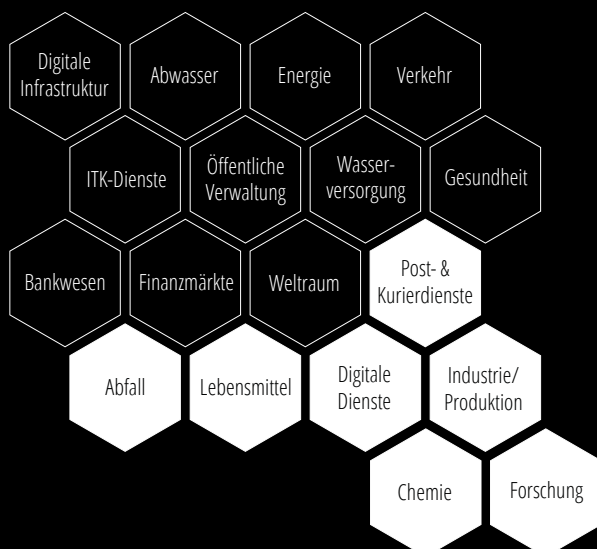 Digitale
Infrastruktur
Abwasser
Energie
Verkehr
ITK-Dienste
Öffentliche
Verwaltung
Wasser-
versorgung
Gesundheit
Bankwesen
Finanzmärkte
Weltraum
Post- &
Kurierdienste
Abfall
Lebensmittel
Digitale
Dienste
Industrie/
Produktion
Chemie
Forschung